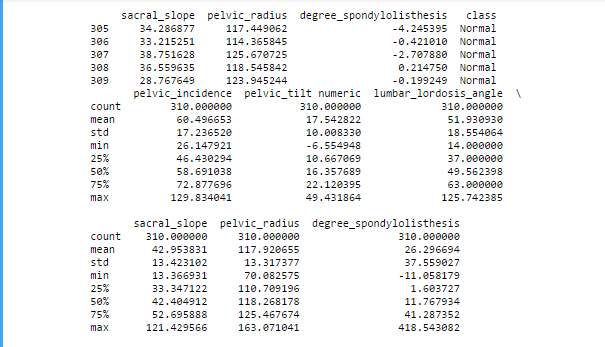 sacral_slope pelvic_radius degree_spondylolisthesis class
305 34.286877 117.449062 -4.245395 Normal
306 33.215251 114.365845 -0.421010 Normal
307 38.751628 125.670725 -2.707880 Normal
308 36.559635 118.545842 0.214750 Normal
309 28.767649 123.945244 -0.199249 Normal
pelvic_incidence pelvic_tilt numeric lumbar_lordosis_angle \
count 310.000000 310.000000 310.000000
mean 60.496653 17.542822 51.930930
std 17.236520 10.008330 18.554064
min 26.147921 -6.554948 14.000000
25% 46.430294 10.667069 37.000000
50% 58.691038 16.357689 49.562398
75% 72.877696 22.120395 63.000000
max 129.834041 49.431864 125.742385
sacral_slope pelvic_radius degree_spondylolisthesis
count 310.000000 310.000000 310.000000
mean 42.953831 117.920655 26.296694
std 13.423102 13.317377 37.559027
min 13.366931 70.082575 -11.058179
25% 33.347122 110.709196 1.603727
50% 42.404912 118.268178 11.767934
75% 52.695888 125.467674 41.287352
max 121.429566 163.071041 418.543082